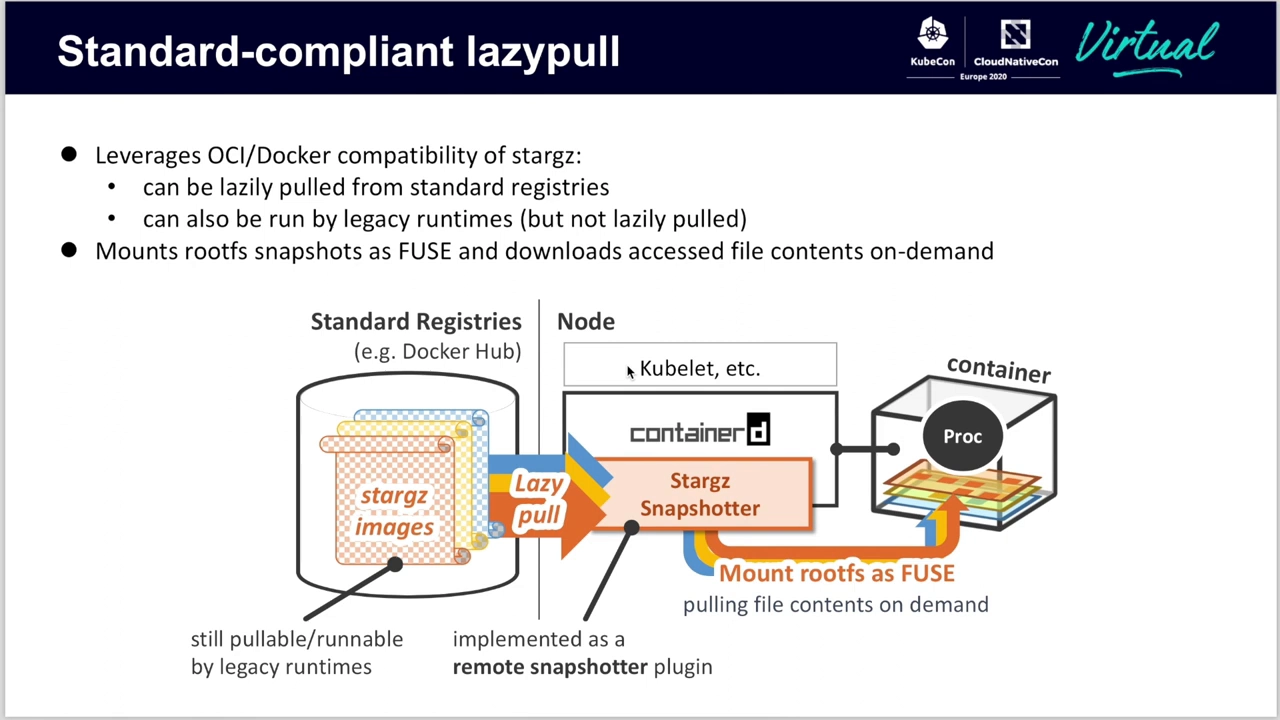 Standard-compliant lazypull
KubeCon
CloudNativeCon
Europe 2020
Virtual
● Leverages OCI/Docker compatibility of stargz:
• can be lazily pulled from standard registries
• can also be run by legacy runtimes (but not lazily pulled)
● Mounts rootfs snapshots as FUSE and downloads accessed file contents on-demand
Standard Registries
(e.g. Docker Hub)
Node
Kubelet, etc.
containerd
container
Proc
stargz
images
Lazy
pull
Stargz
Snapshotter
Mount rootfs as FUSE
pulling file contents on demand
still pullable/runnable
by legacy runtimes
implemented as a
remote snapshotter plugin